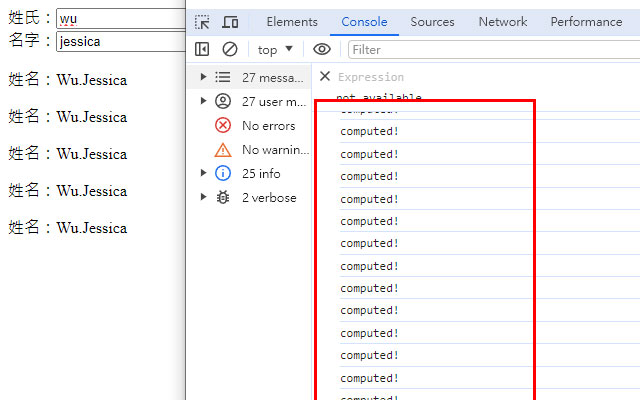 姓氏：wu
名字：jessica
姓名：Wu.Jessica
姓名：Wu.Jessica
姓名：Wu.Jessica
姓名：Wu.Jessica
姓名：Wu.Jessica
Elements Console Sources Network Performance
top Filter
27 messa...
27 user m...
No errors
No warnin...
25 info
2 verbose
Expression
not available
computed!
computed!
computed!
computed!
computed!
computed!
computed!
computed!
computed!
computed!
computed!
computed!
computed!
computed!